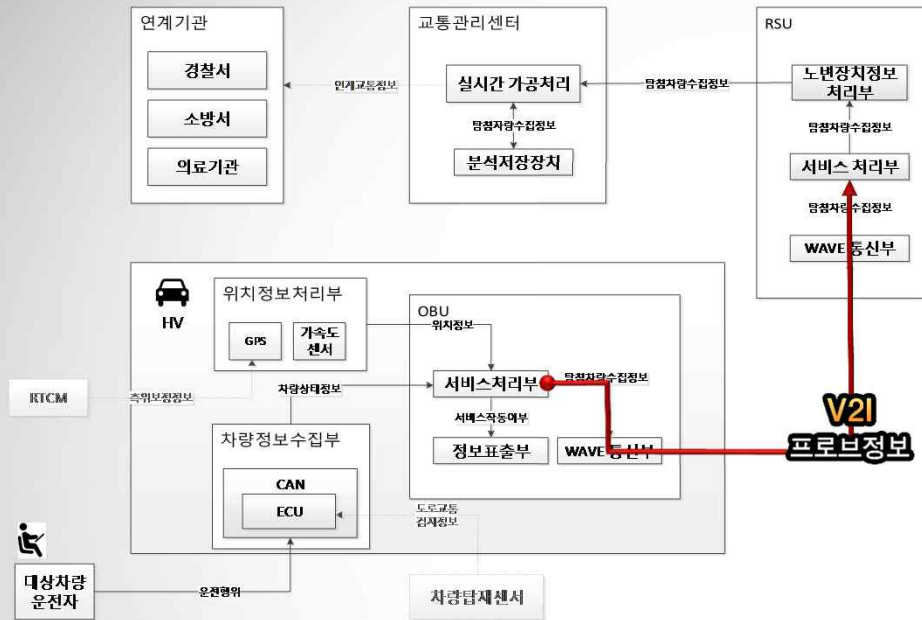 연계기관
경찰서
소방서
의료기관
연계교통정보
교통관리센터
실시간 가공처리
탐침차량수집정보
분석저장장치
탐침차량수집정보
RSU
노변장치정보
처리부
탐침차량수집정보
서비스 처리부
탐침차량수집정보
WAVE 통신부
HV
위치정보처리부
GPS
가속도
센서
OBU
위치정보
RTCM
측위보정정보
차량상태정보
서비스처리부
탐침차량수집정보
서비스작동여부
정보표출부
WAVE 통신부
V2I
프로브정보
차량정보수집부
CAN
ECU
도로교통
검지정보
대상차량
운전자
운전행위
차량탑재센서